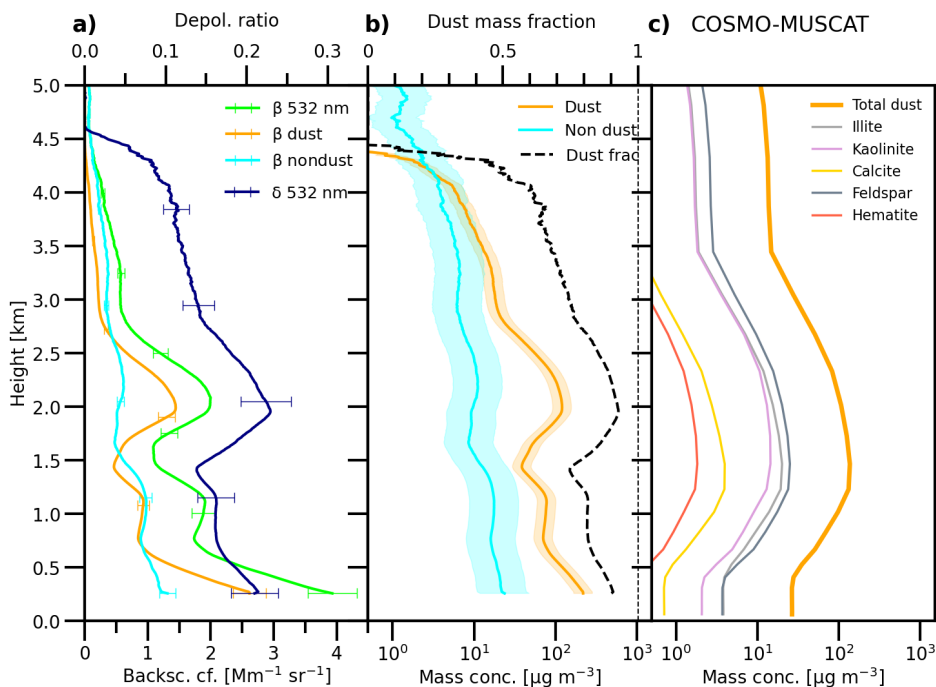 a) Depol. ratio
0.0 0.1 0.2 0.3
b) Dust mass fraction
0 0.5 1
c) COSMO-MUSCAT
Height [km]
5.0
4.5
4.0
3.5
3.0
2.5
2.0
1.5
1.0
0.5
0.0
β 532 nm
β dust
β nondust
δ 532 nm
Dust
Non dust
Dust frac
Total dust
Illite
Kaolinite
Calcite
Feldspar
Hematite
0 1 2 3 4
Backsc. cf. [Mm⁻¹ sr⁻¹]
10⁰ 10¹ 10² 10³
Mass conc. [μg m⁻³]
10⁰ 10¹ 10² 10³
Mass conc. [μg m⁻³]